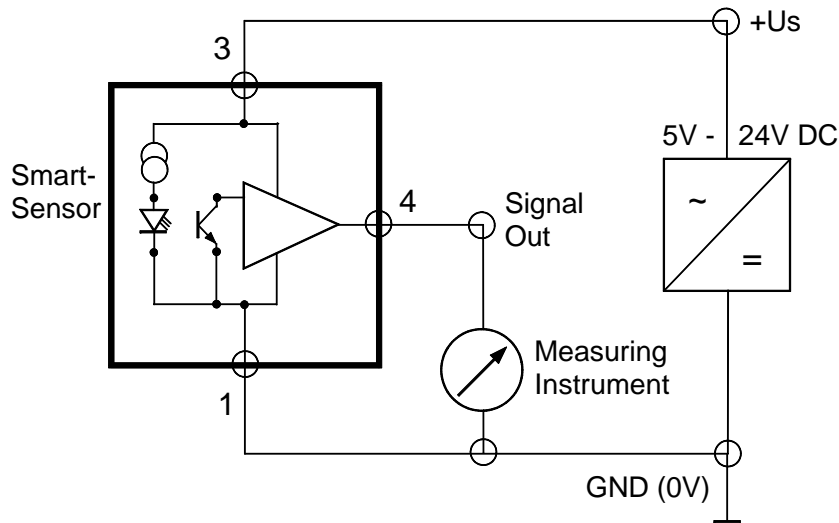 3
+Us
5V - 24V DC
Smart-
Sensor
4
Signal
Out
~
=
Measuring
Instrument
1
GND (0V)